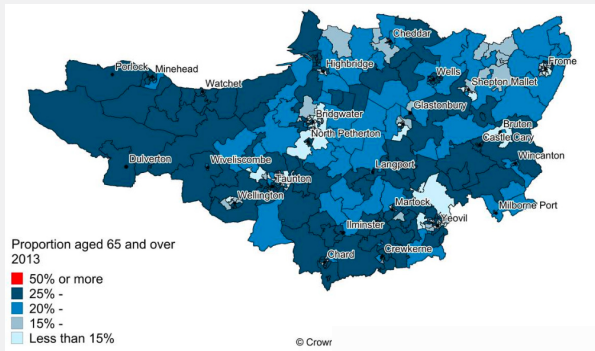 Cheddar
Porlock
Minehead
Highbridge
Wells
Frome
Watchet
Shepton Mallet
Glastonbury
Bridgwater
Bruton
North Petherton
Castle Cary
Dulverton
Wiveliscombe
Langport
Wincanton
Taunton
Wellington
Martock
Milborne Port
Yeovil
Ilminster
Crewkerne
Chard
Proportion aged 65 and over
2013
50% or more
25% -
20% -
15% -
Less than 15%
© Crowr